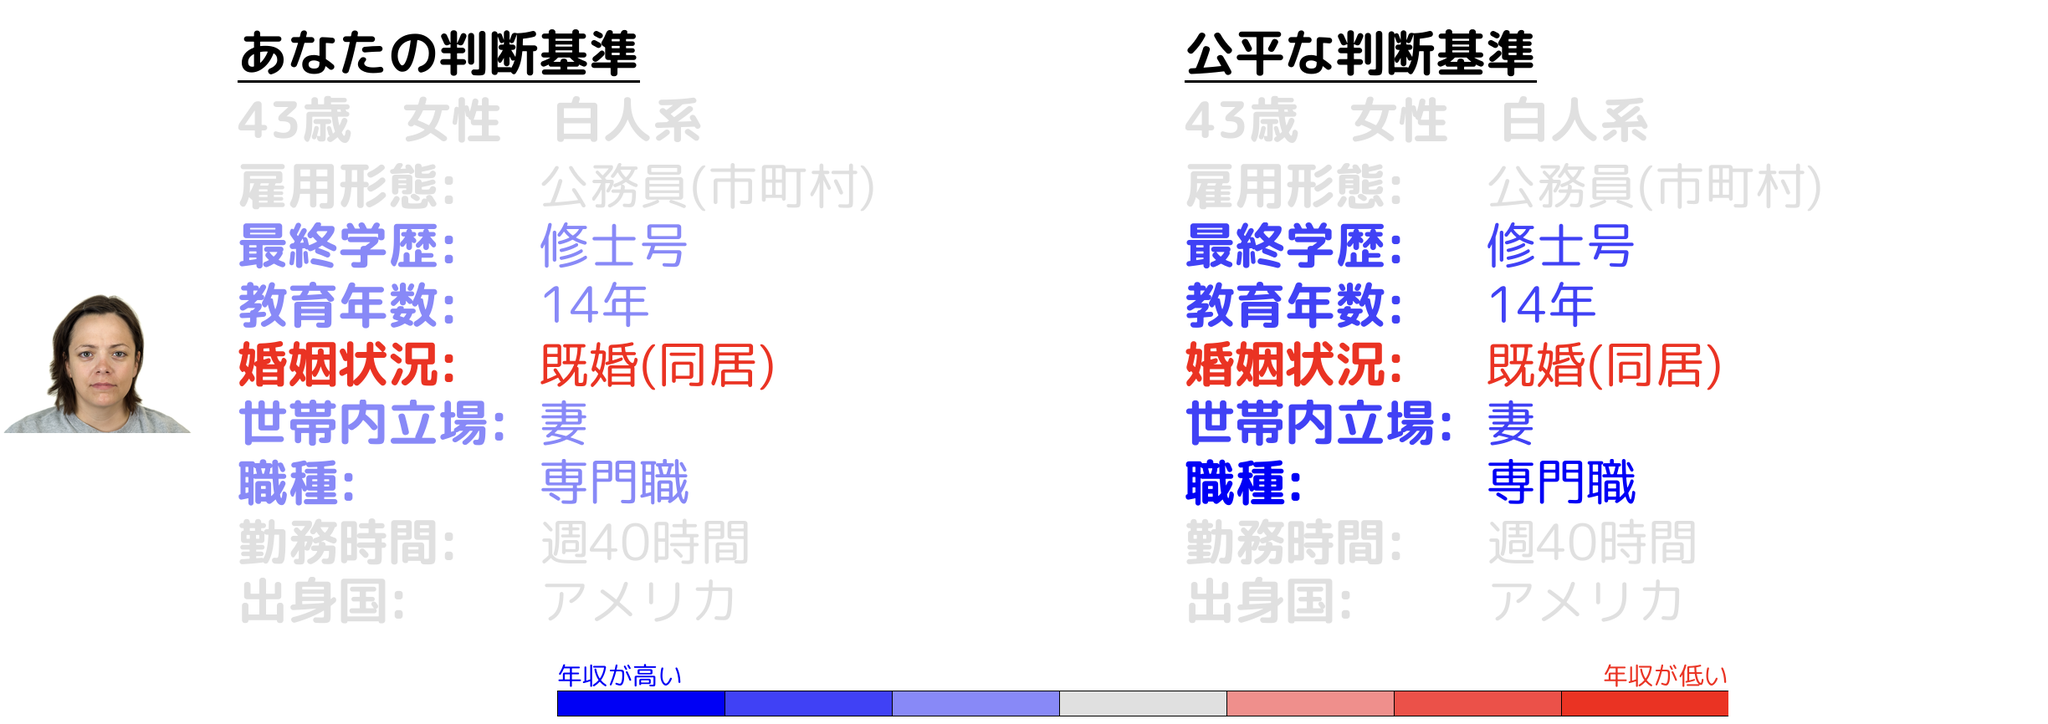 あなたの判断基準
43歳 女性 白人系
雇用形態: 公務員(市町村)
最終学歴: 修士号
教育年数: 14年
婚姻状況: 既婚(同居)
世帯内立場: 妻
職種: 専門職
勤務時間: 週40時間
出身国: アメリカ
公平な判断基準
43歳 女性 白人系
雇用形態: 公務員(市町村)
最終学歴: 修士号
教育年数: 14年
婚姻状況: 既婚(同居)
世帯内立場: 妻
職種: 専門職
勤務時間: 週40時間
出身国: アメリカ
年収が高い
年収が低い